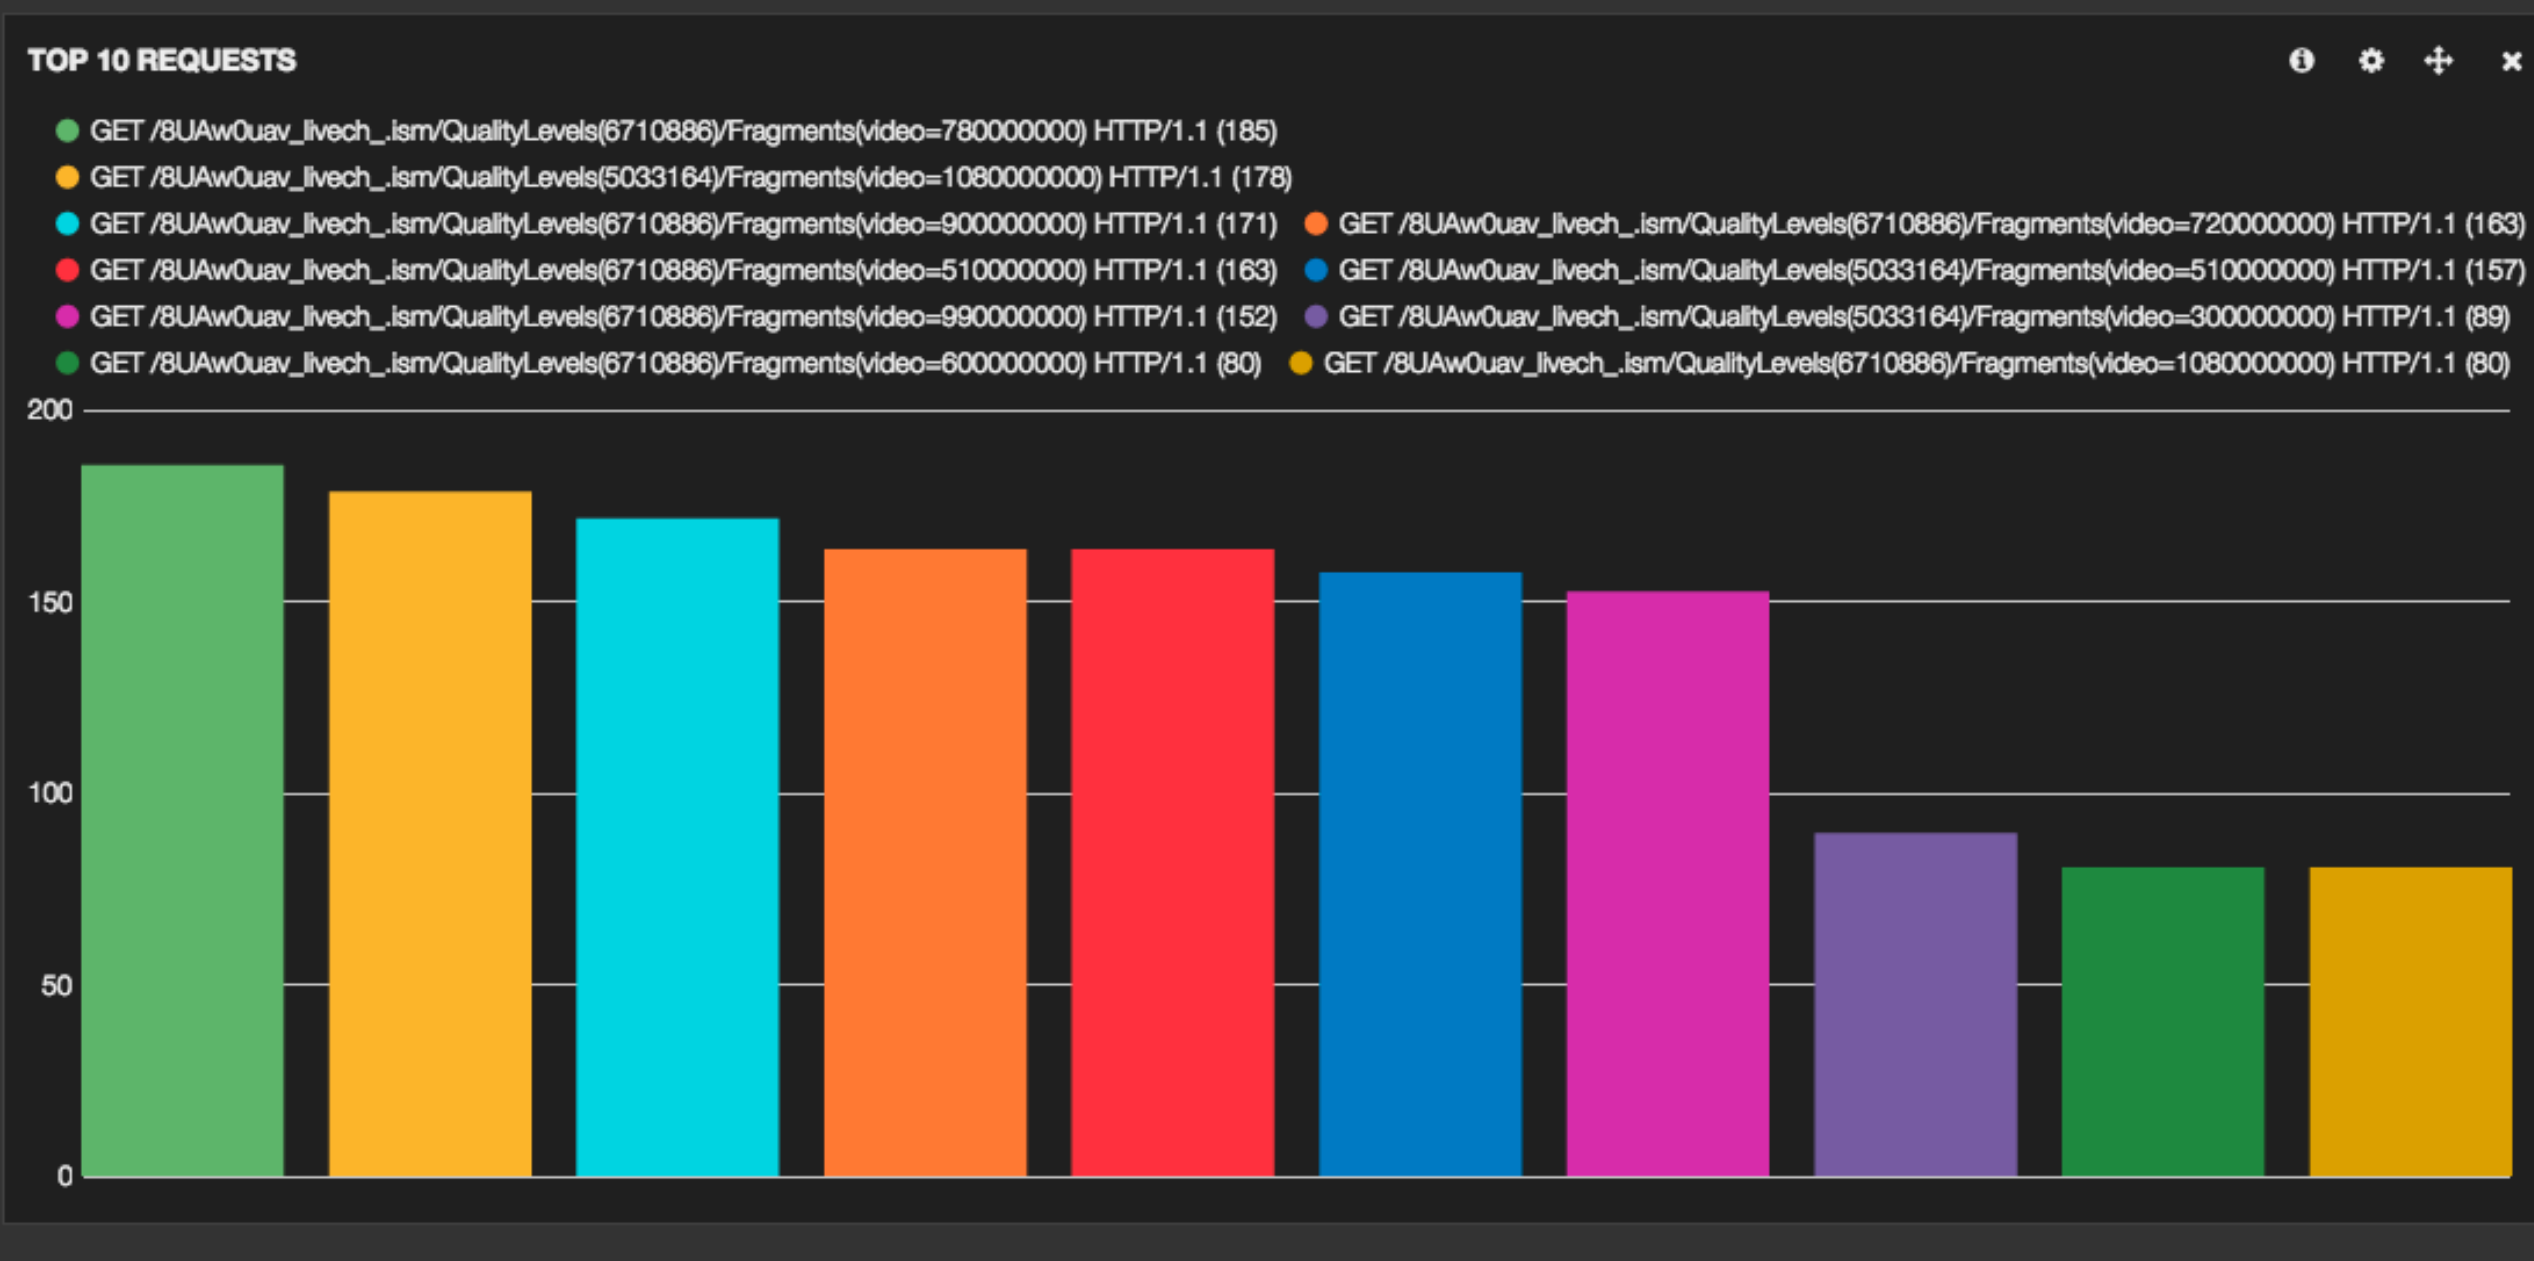 TOP 10 REQUESTS
GET /8UAw0uav_livech_.ism/QualityLevels(6710886)/Fragments(video=780000000) HTTP/1.1 (185)
GET /8UAw0uav_livech_.ism/QualityLevels(5033164)/Fragments(video=1080000000) HTTP/1.1 (178)
GET /8UAw0uav_livech_.ism/QualityLevels(6710886)/Fragments(video=900000000) HTTP/1.1 (171) GET /8UAw0uav_livech_.ism/QualityLevels(6710886)/Fragments(video=720000000) HTTP/1.1 (163)
GET /8UAw0uav_livech_.ism/QualityLevels(6710886)/Fragments(video=510000000) HTTP/1.1 (163) GET /8UAw0uav_livech_.ism/QualityLevels(5033164)/Fragments(video=510000000) HTTP/1.1 (157)
GET /8UAw0uav_livech_.ism/QualityLevels(6710886)/Fragments(video=990000000) HTTP/1.1 (152) GET /8UAw0uav_livech_.ism/QualityLevels(5033164)/Fragments(video=300000000) HTTP/1.1 (89)
GET /8UAw0uav_livech_.ism/QualityLevels(6710886)/Fragments(video=600000000) HTTP/1.1 (80) GET /8UAw0uav_livech_.ism/QualityLevels(6710886)/Fragments(video=1080000000) HTTP/1.1 (80)
200
150
100
50
0